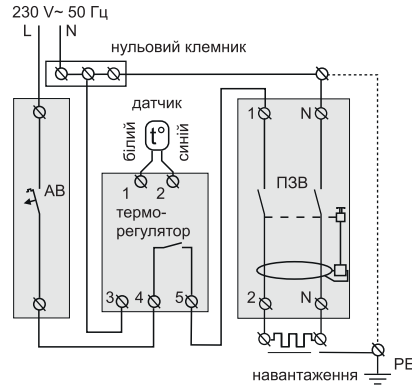 230 V~ 50 Гц
L N
нульовий клемник
датчик
білий
t°
синій
1 N
АВ
ПЗВ
1 2
термо-
регулятор
3 4 5
2 N
PE
навантаження